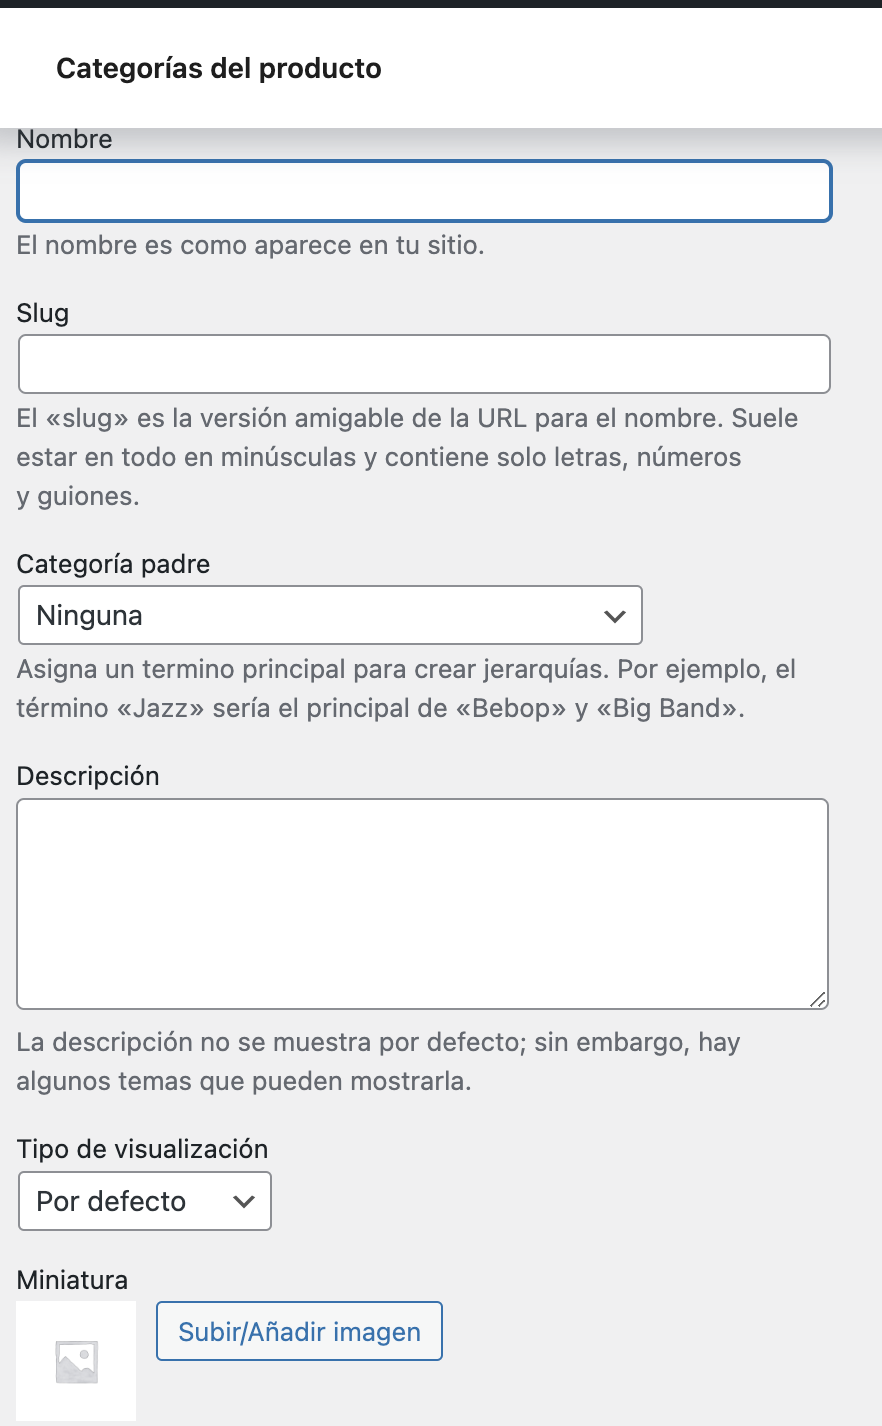 Categorías del producto
Nombre
El nombre es como aparece en tu sitio.
Slug
El «slug» es la versión amigable de la URL para el nombre. Suele
estar en todo en minúsculas y contiene solo letras, números
y guiones.
Categoría padre
Ninguna
Asigna un termino principal para crear jerarquías. Por ejemplo, el
término «Jazz» sería el principal de «Bebop» y «Big Band».
Descripción
La descripción no se muestra por defecto; sin embargo, hay
algunos temas que pueden mostrarla.
Tipo de visualización
Por defecto
Miniatura
Subir/Añadir imagen